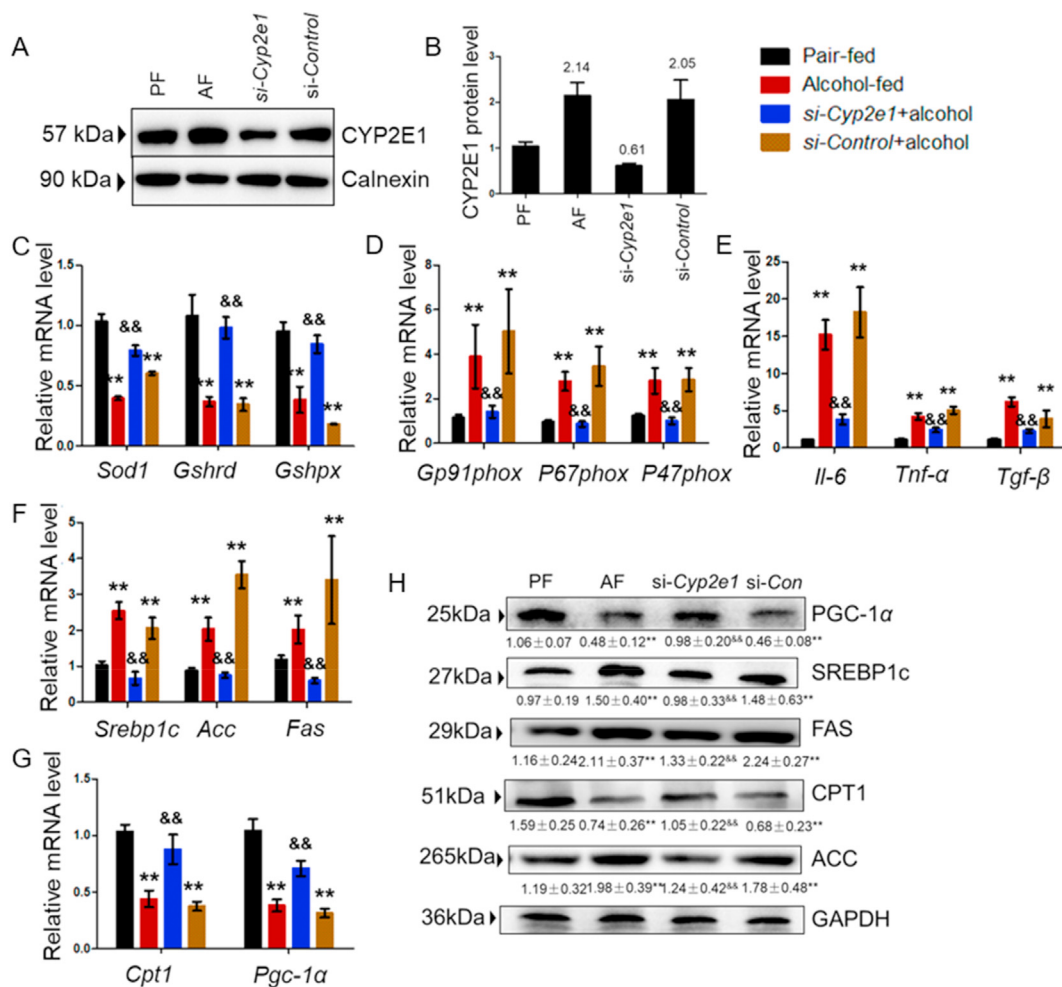 A
PF
AF
si-Cyp2e1
si-Control
57 kDa
CYP2E1
90 kDa
Calnexin
B
CYP2E1 protein level
3
2
1
0
2.14
0.61
2.05
PF
AF
si-Cyp2e1
si-Control
Pair-fed
Alcohol-fed
si-Cyp2e1+alcohol
si-Control+alcohol
C
Relative mRNA level
1.5
1.0
0.5
0.0
** && **
** && **
** && **
Sod1 Gshrd Gshpx
D
Relative mRNA level
8
6
4
2
0
** && **
** && **
** && **
Gp91phox P67phox P47phox
E
Relative mRNA level
25
20
15
10
5
0
** && **
** && **
** && **
Il-6 Tnf-α Tgf-β
F
Relative mRNA level
5
4
3
2
1
0
** && **
** && **
** && **
Srebp1c Acc Fas
G
Relative mRNA level
1.5
1.0
0.5
0.0
** && **
** && **
Cpt1 Pgc-1α
H
PF AF si-Cyp2e1 si-Con
25kDa PGC-1α
1.06±0.07 0.48±0.12** 0.98±0.20&& 0.46±0.08**
27kDa SREBP1c
0.97±0.19 1.50±0.40** 0.98±0.33&& 1.48±0.63**
29kDa FAS
1.16±0.24 2.11±0.37** 1.33±0.22&& 2.24±0.27**
51kDa CPT1
1.59±0.25 0.74±0.26** 1.05±0.22&& 0.68±0.23**
265kDa ACC
1.19±0.32 1.98±0.39** 1.24±0.42&& 1.78±0.48**
36kDa GAPDH